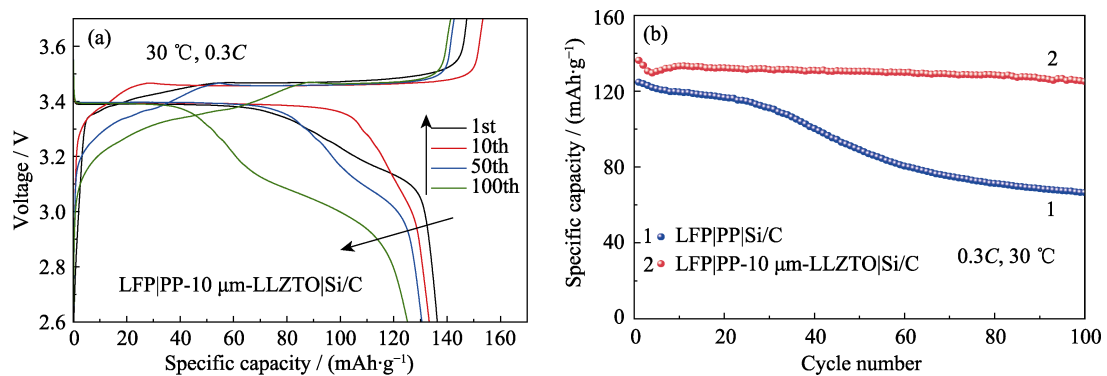 (a)
30 ℃, 0.3C
3.6
3.4
3.2
3.0
2.8
2.6
Voltage / V
1st
10th
50th
100th
LFP|PP-10 μm-LLZTO|Si/C
0 20 40 60 80 100 120 140 160
Specific capacity / (mAh·g⁻¹)
(b)
160
120
80
40
0
Specific capacity / (mAh·g⁻¹)
2
1
1 LFP|PP|Si/C
2 LFP|PP-10 μm-LLZTO|Si/C
0.3C, 30 ℃
0 20 40 60 80 100
Cycle number